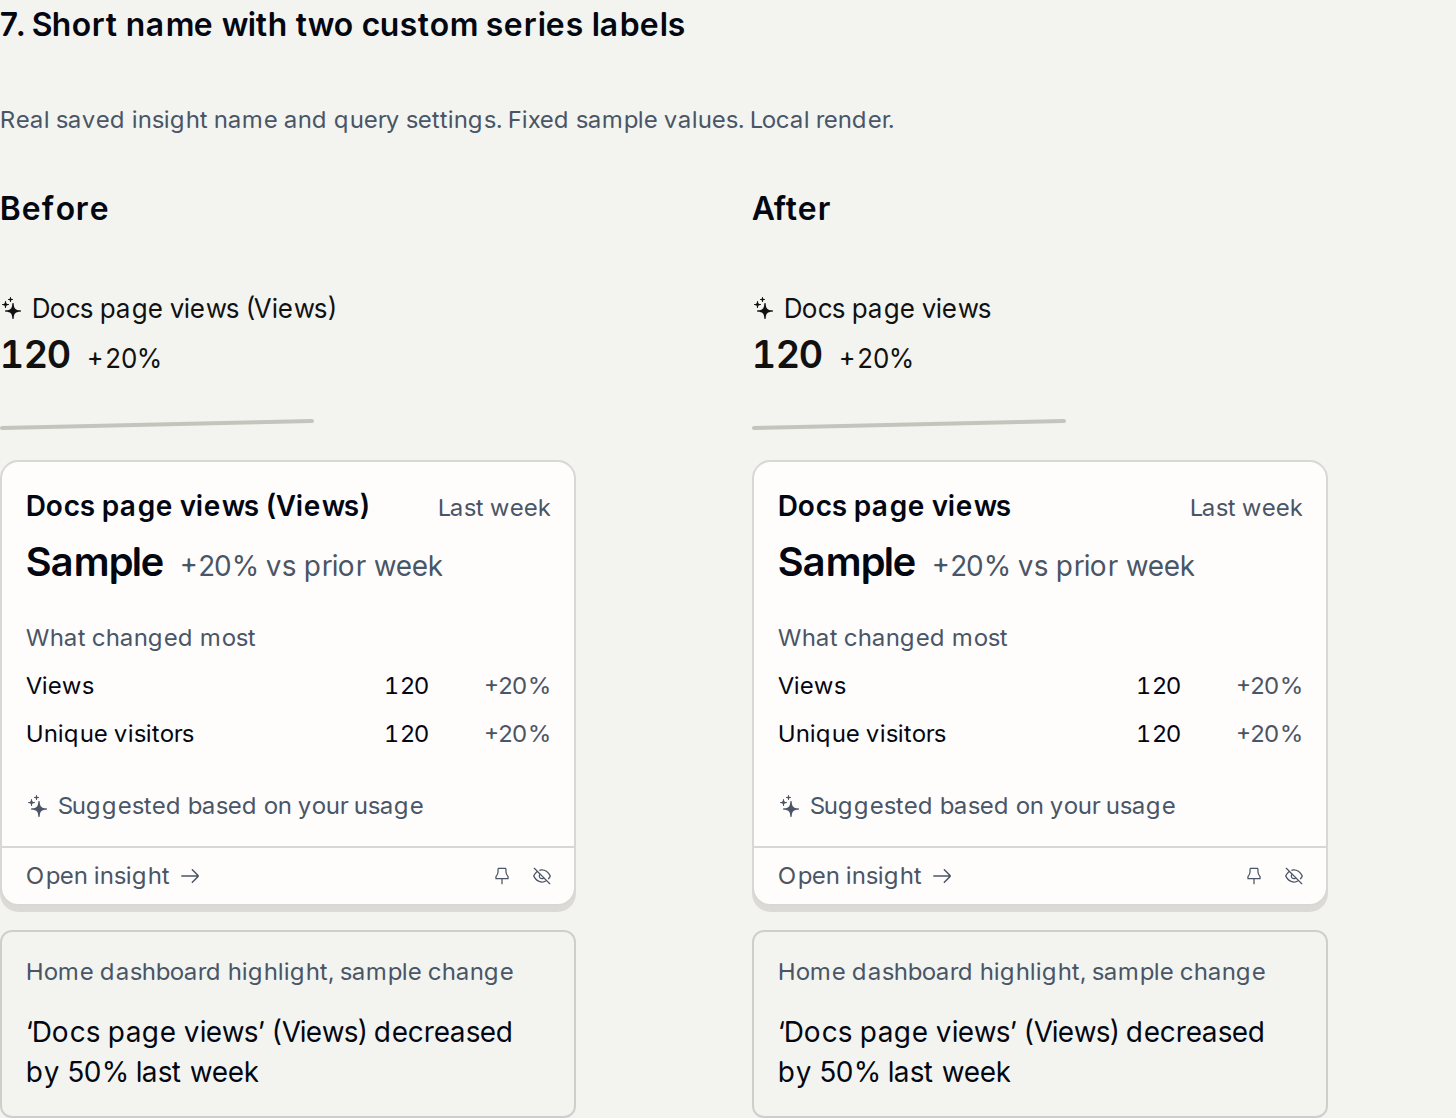 7. Short name with two custom series labels
Real saved insight name and query settings. Fixed sample values. Local render.
Before
Docs page views (Views)
120 +20%
Docs page views (Views) Last week
Sample +20% vs prior week
What changed most
Views 120 +20%
Unique visitors 120 +20%
Suggested based on your usage
Open insight →
Home dashboard highlight, sample change
‘Docs page views’ (Views) decreased
by 50% last week
After
Docs page views
120 +20%
Docs page views Last week
Sample +20% vs prior week
What changed most
Views 120 +20%
Unique visitors 120 +20%
Suggested based on your usage
Open insight →
Home dashboard highlight, sample change
‘Docs page views’ (Views) decreased
by 50% last week